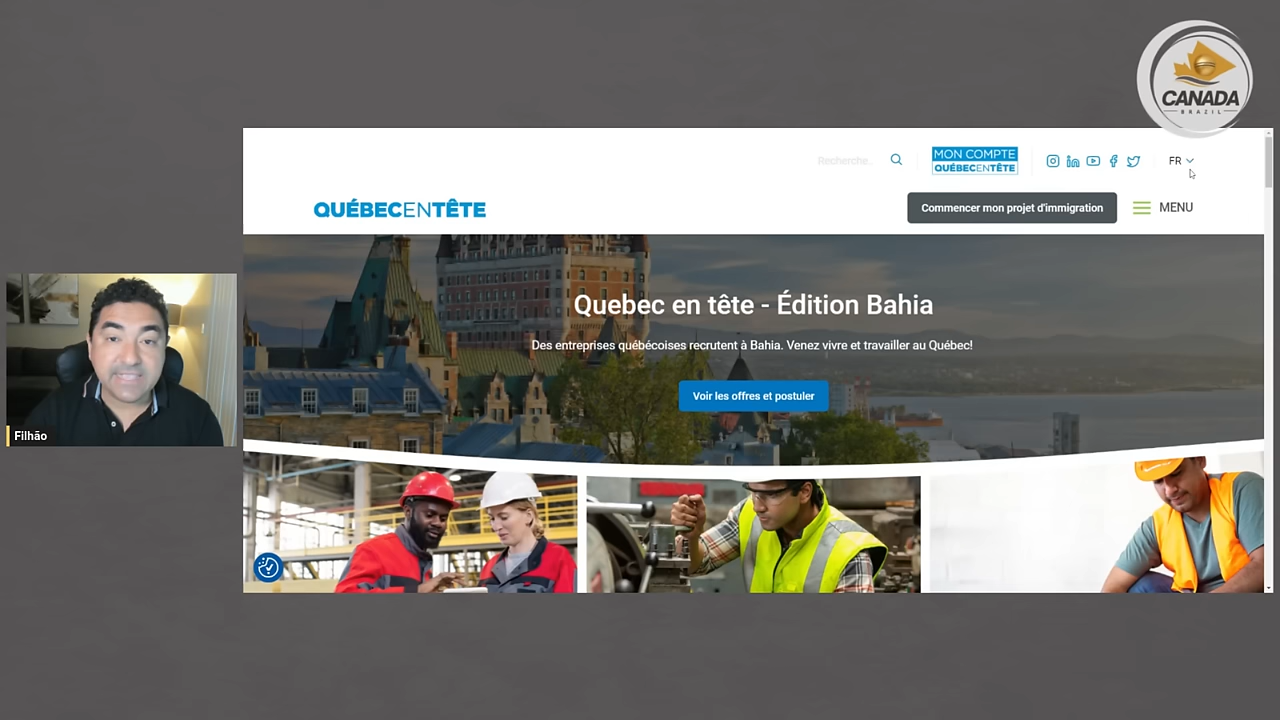 CANADA
BRAZIL
Recherche...
MON COMPTE
QUÉBECENTÊTE
FR
QUÉBECENTÊTE
Commencer mon projet d'immigration
MENU
Quebec en tête - Édition Bahia
Des entreprises québécoises recrutent à Bahia. Venez vivre et travailler au Québec!
Voir les offres et postuler
Filhão